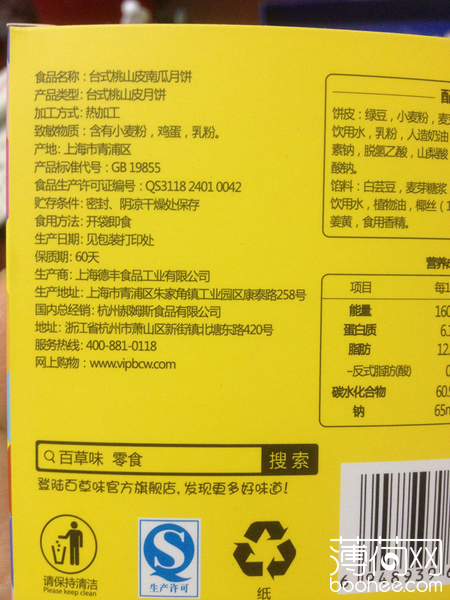 食品名称：台式桃山皮南瓜月饼
产品类型：台式桃山皮月饼
加工方式：热加工
致敏物质：含有小麦粉，鸡蛋，乳粉。
产地：上海市青浦区
产品标准代号：GB 19855
食品生产许可证编号：QS3118 2401 0042
贮存条件：密封、阴凉干燥处保存
食用方法：开袋即食
生产日期：见包装打印处
保质期：60天
生产商：上海德丰食品工业有限公司
生产地址：上海市青浦区朱家角镇工业园区康泰路258号
国内总经销：杭州郝姆斯食品有限公司
地址：浙江省杭州市萧山区新街镇北塘东路420号
服务热线：400-881-0118
网上购物：www.vipbcw.com
百草味 零食 搜索
登陆百草味官方旗舰店，发现更多好味道！
请保持清洁
Please keep clean
生产许可
纸
配
饼皮：绿豆，小麦粉，麦
饮用水，乳粉，人造奶油
素钠，脱氢乙酸，山梨酸
酸钠。
馅料：白芸豆，麦芽糖浆
饮用水，植物油，椰丝（1
姜黄，食用香精。
营养成
项目 每1
能量 160
蛋白质 6.
脂肪 12.
–反式脂肪(酸) 0
碳水化合物 60.
钠 65m
薄荷网
boohee.com